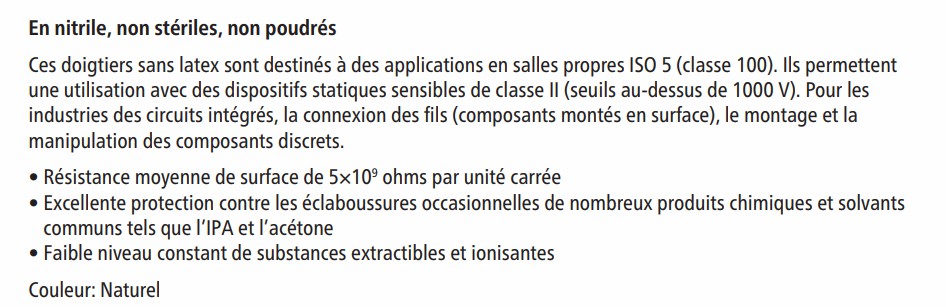 En nitrile, non stériles, non poudrés
Ces doigtiers sans latex sont destinés à des applications en salles propres ISO 5 (classe 100). Ils permettent
une utilisation avec des dispositifs statiques sensibles de classe II (seuils au-dessus de 1000 V). Pour les
industries des circuits intégrés, la connexion des fils (composants montés en surface), le montage et la
manipulation des composants discrets.
• Résistance moyenne de surface de 5×10⁹ ohms par unité carrée
• Excellente protection contre les éclaboussures occasionnelles de nombreux produits chimiques et solvants
communs tels que l'IPA et l'acétone
• Faible niveau constant de substances extractibles et ionisantes
Couleur: Naturel